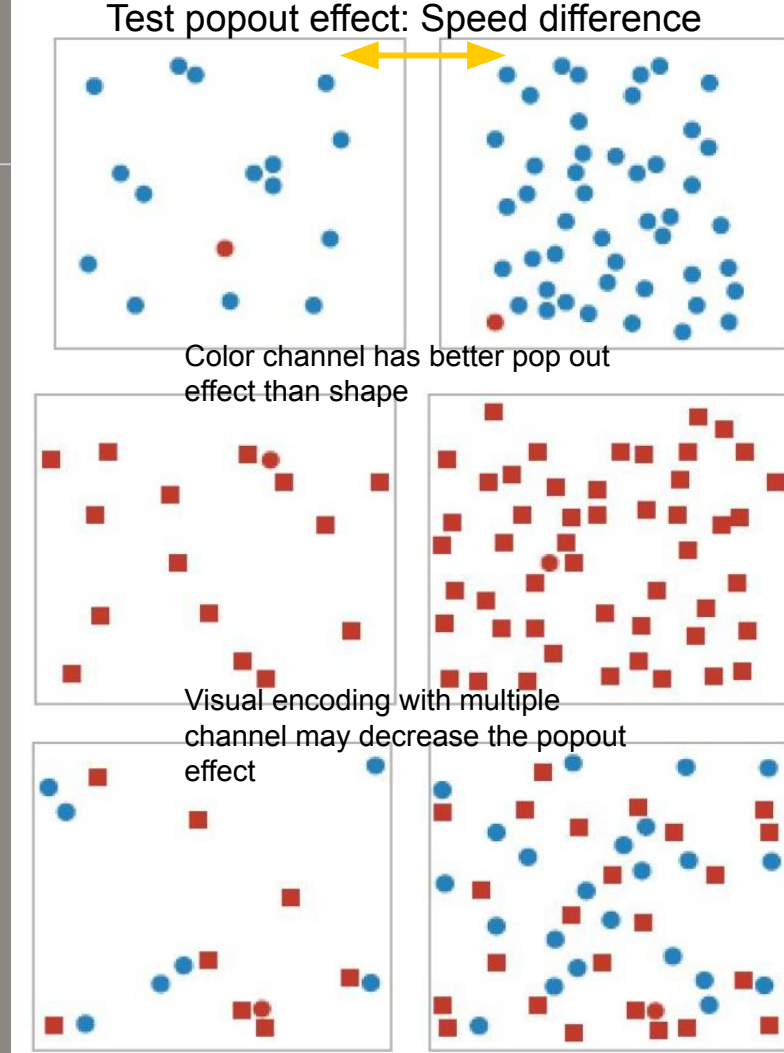 Test popout effect: Speed difference
Color channel has better pop out
effect than shape
Visual encoding with multiple
channel may decrease the popout
effect